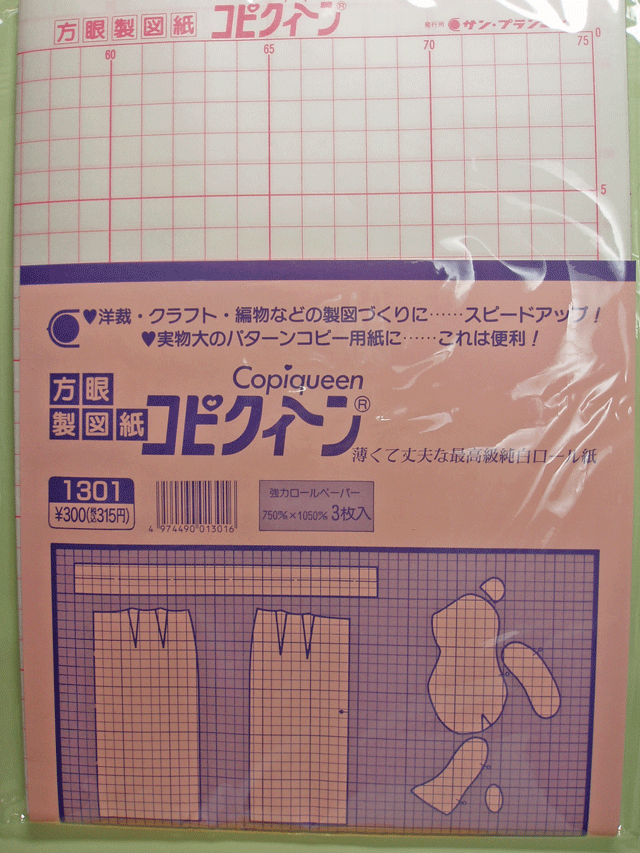 方眼製図紙 コピクイーン® 発行所 サン・プランニ
60 65 70 75 0
5
♥洋裁・クラフト・編物などの製図づくりに……スピードアップ!
♥実物大のパターンコピー用紙に……これは便利!
Copiqueen
方眼
製図紙 コピクイーン®
薄くて丈夫な最高級純白ロール紙
1301
¥300(税込315円)
4 974490 013016
強力ロールペーパー
750㎜×1050㎜ 3枚入